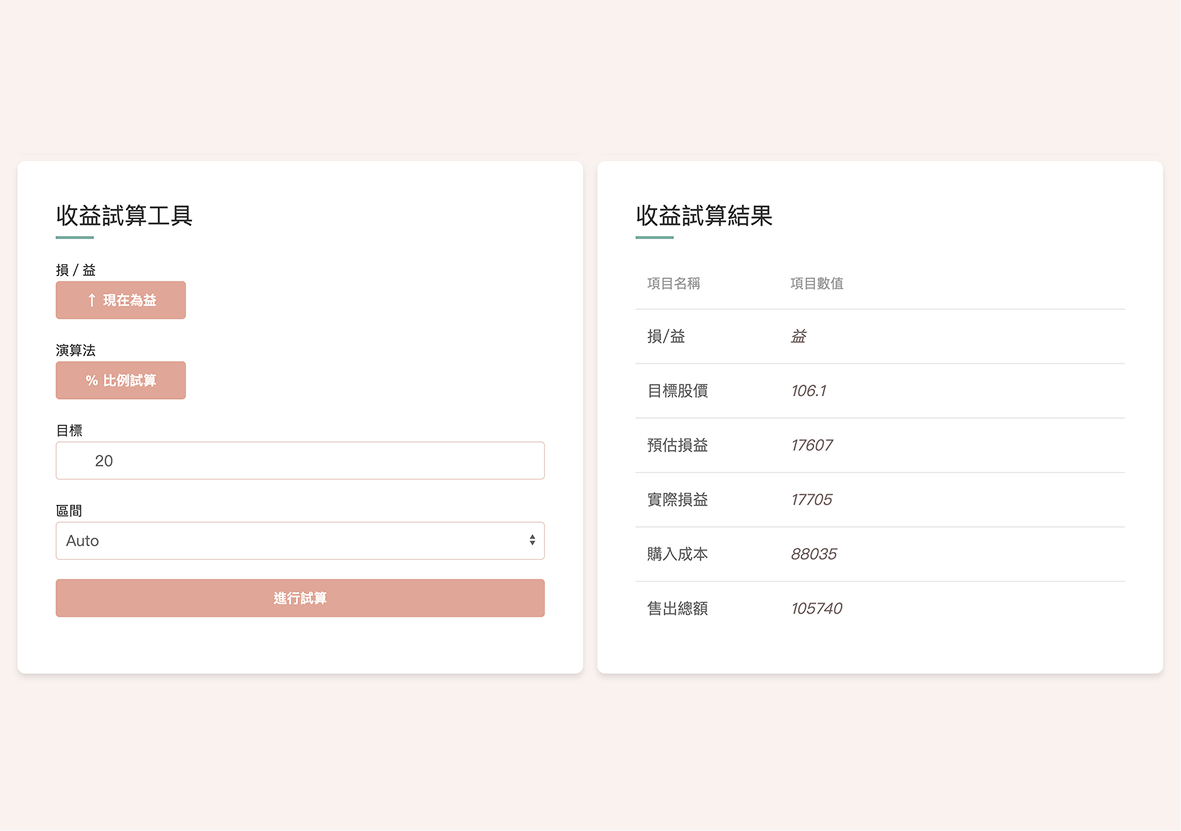 收益試算工具
損 / 益
↑ 現在為益
演算法
% 比例試算
目標
20
區間
Auto
進行試算
收益試算結果
項目名稱 項目數值
損/益 益
目標股價 106.1
預估損益 17607
實際損益 17705
購入成本 88035
售出總額 105740